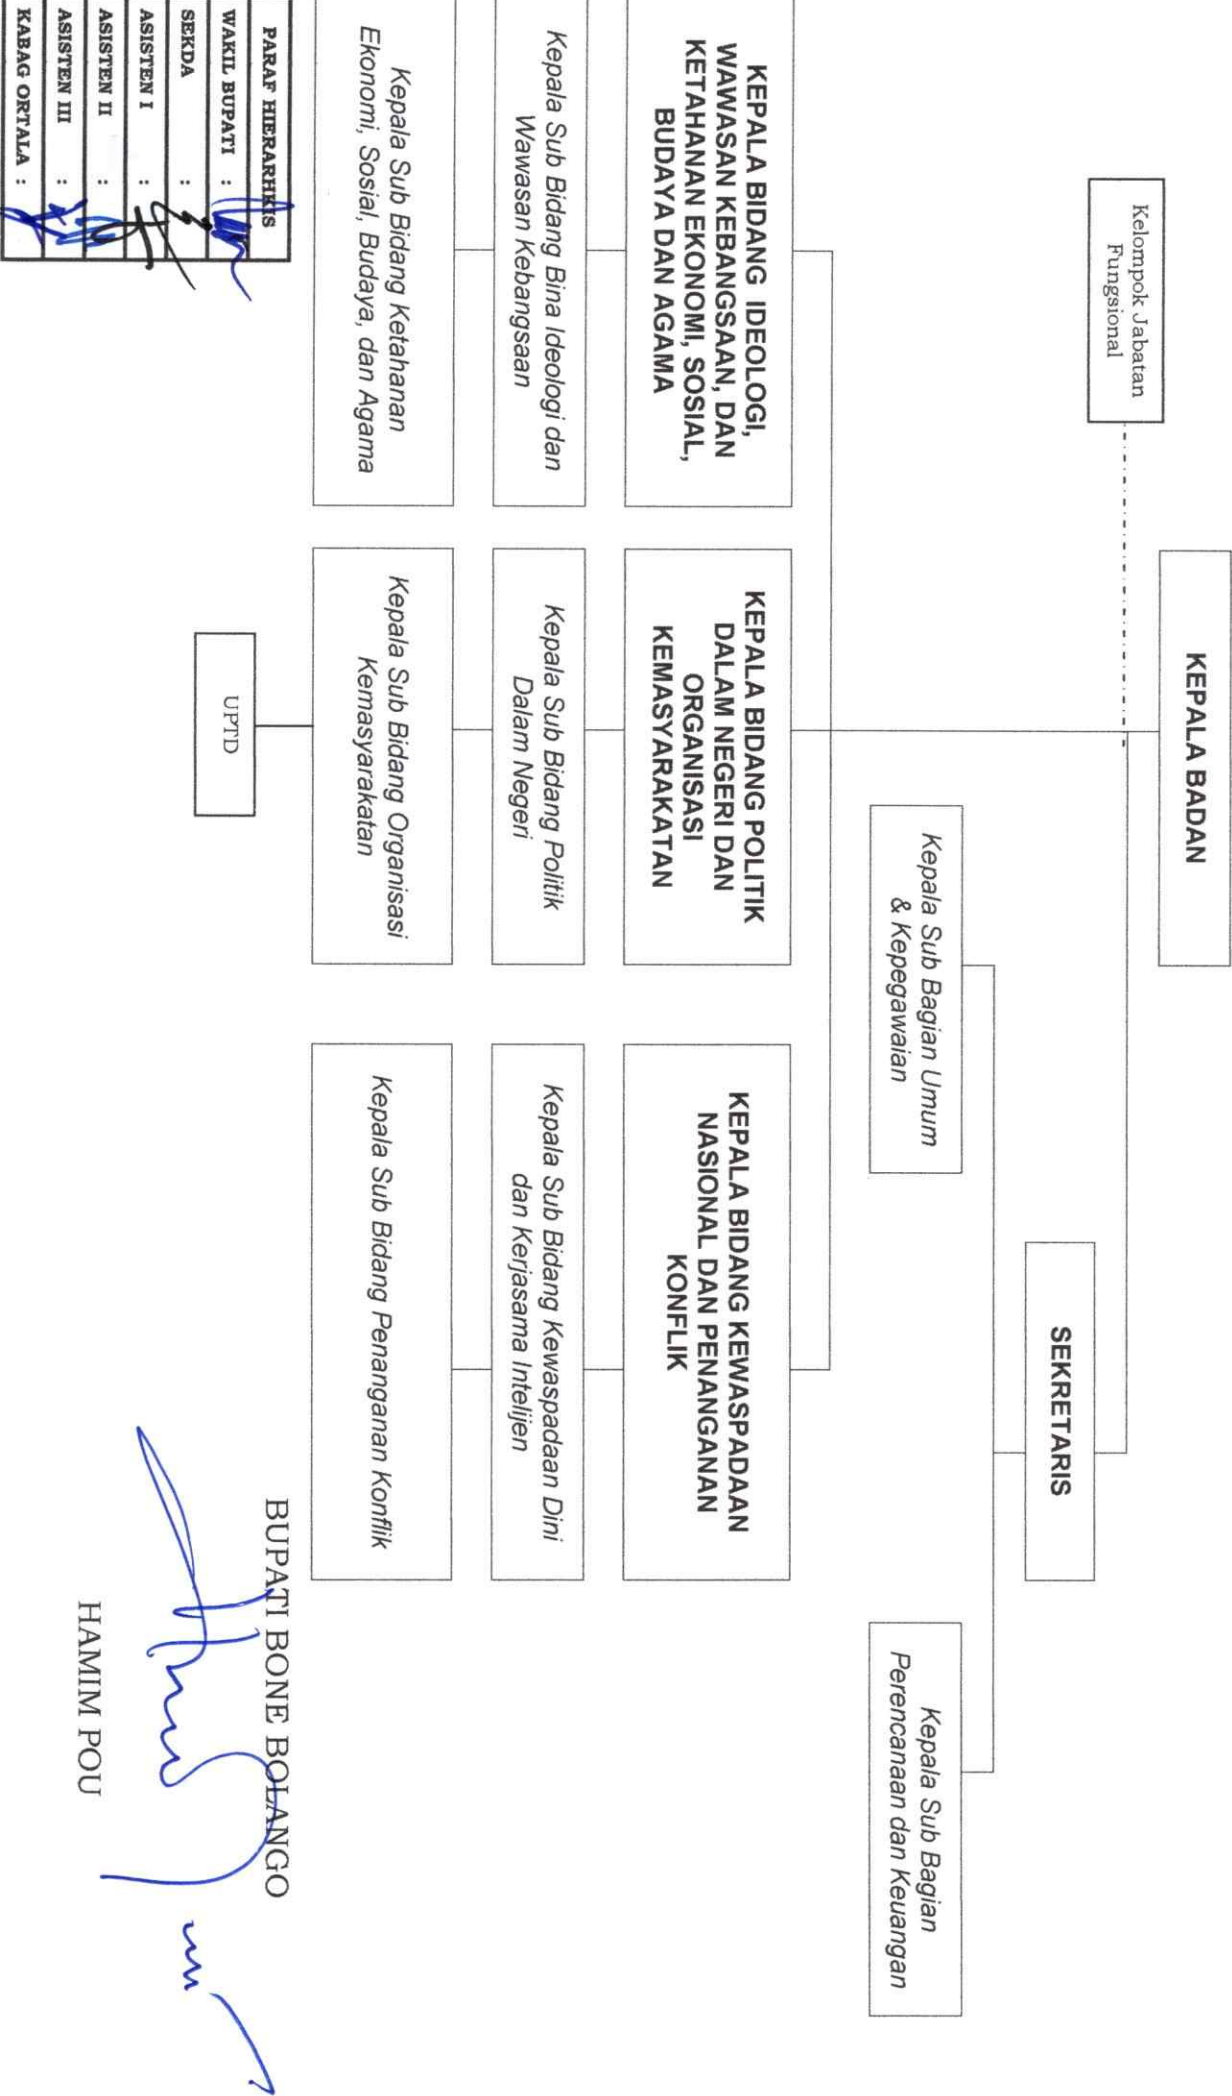 KEPALA BADAN
Kelompok Jabatan
Fungsional
SEKRETARIS
Kepala Sub Bagian Umum
& Kepegawaian
Kepala Sub Bagian
Perencanaan dan Keuangan
KEPALA BIDANG IDEOLOGI,
WAWASAN KEBANGSAAN, DAN
KETAHANAN EKONOMI, SOSIAL,
BUDAYA DAN AGAMA
KEPALA BIDANG POLITIK
DALAM NEGERI DAN
ORGANISASI
KEMASYARAKATAN
KEPALA BIDANG KEWASPADAAN
NASIONAL DAN PENANGANAN
KONFLIK
Kepala Sub Bidang Bina Ideologi dan
Wawasan Kebangsaan
Kepala Sub Bidang Politik
Dalam Negeri
Kepala Sub Bidang Kewaspadaan Dini
dan Kerjasama Intelijen
Kepala Sub Bidang Ketahanan
Ekonomi, Sosial, Budaya, dan Agama
Kepala Sub Bidang Organisasi
Kemasyarakatan
Kepala Sub Bidang Penanganan Konflik
UPTD
PARAF HIERARHKIS
WAKIL BUPATI :
SEKDA :
ASISTEN I :
ASISTEN II :
ASISTEN III :
KABAG ORTALA :
BUPATI BONE BOLANGO
HAMIM POU